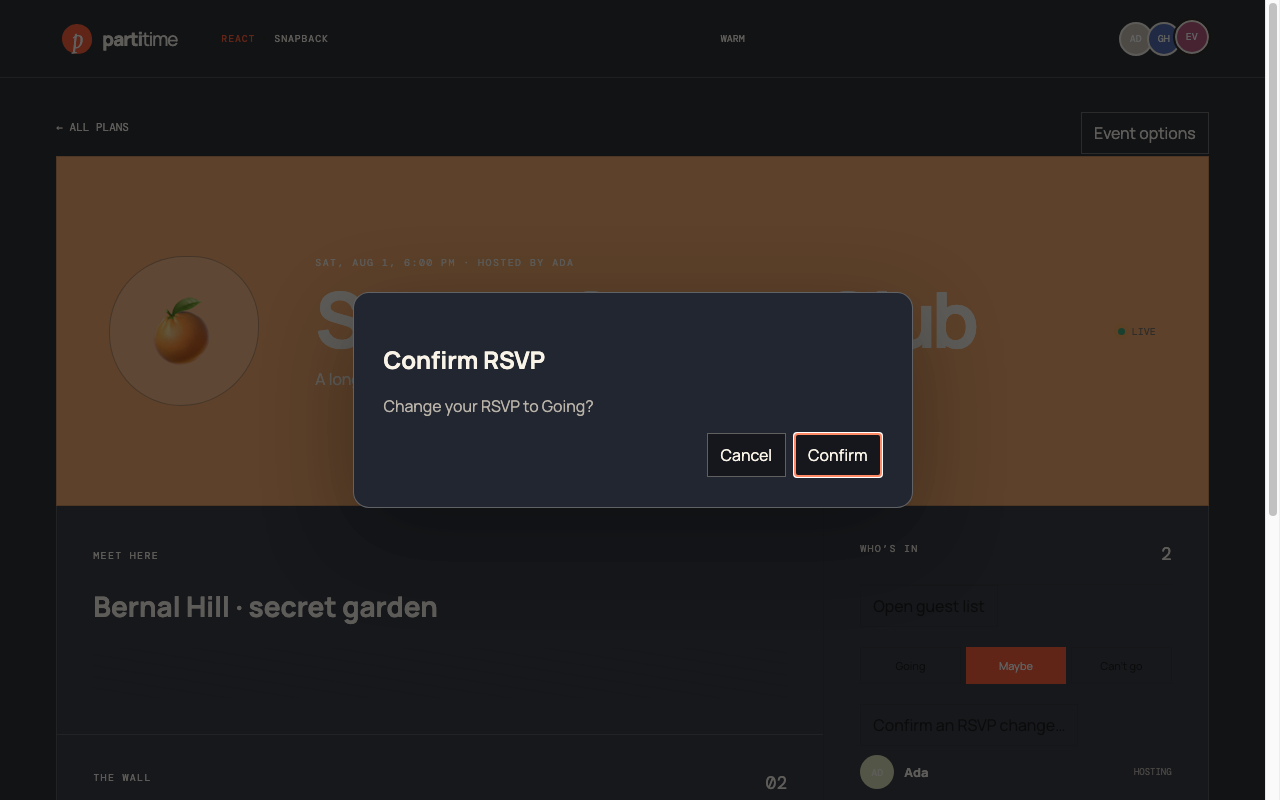 p partitime REACT SNAPBACK WARM AD GH EV
← ALL PLANS
Event options
SAT, AUG 1, 6:00 PM · HOSTED BY ADA
LIVE
Confirm RSVP
Change your RSVP to Going?
Cancel Confirm
MEET HERE
Bernal Hill · secret garden
WHO'S IN 2
Open guest list
Going Maybe Can't go
Confirm an RSVP change…
AD Ada HOSTING
THE WALL 02